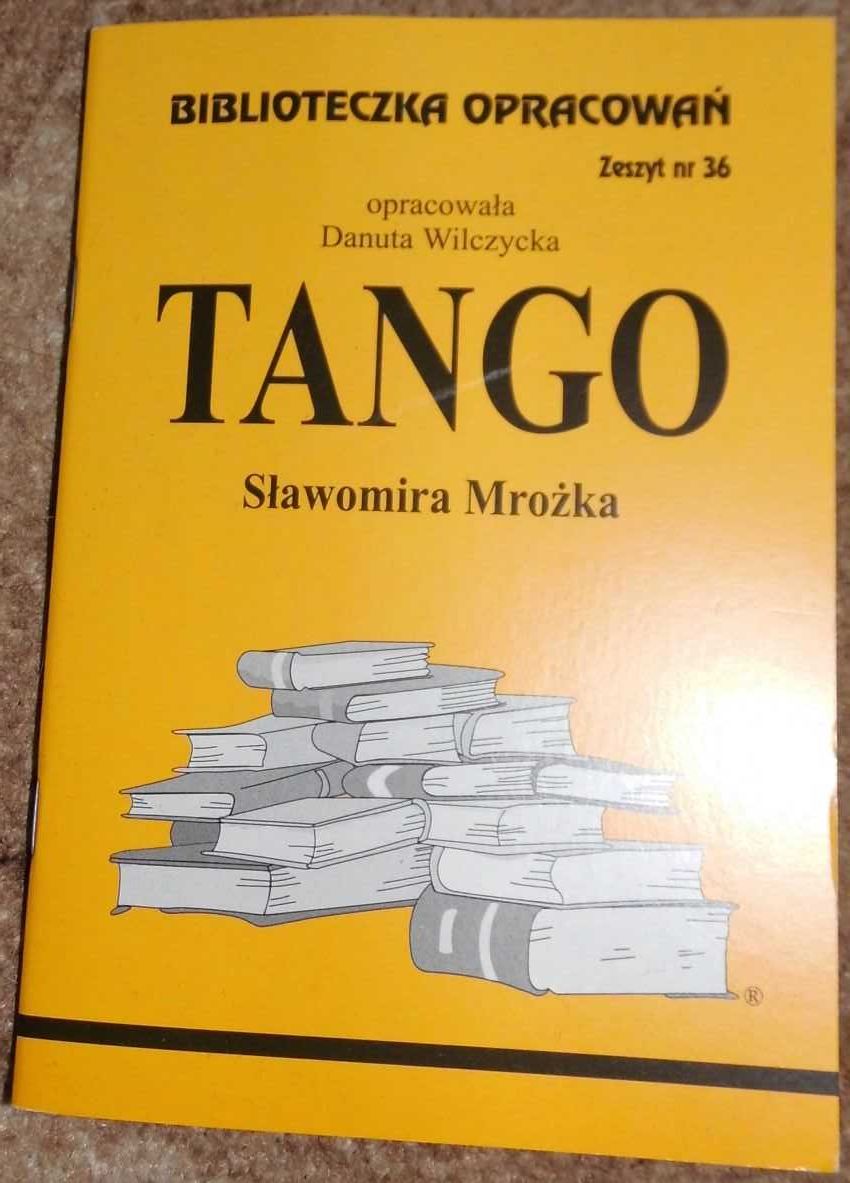 BIBLIOTECZKA OPRACOWAŃ
Zeszyt nr 36
opracowała
Danuta Wilczycka
TANGO
Sławomira Mrożka
®